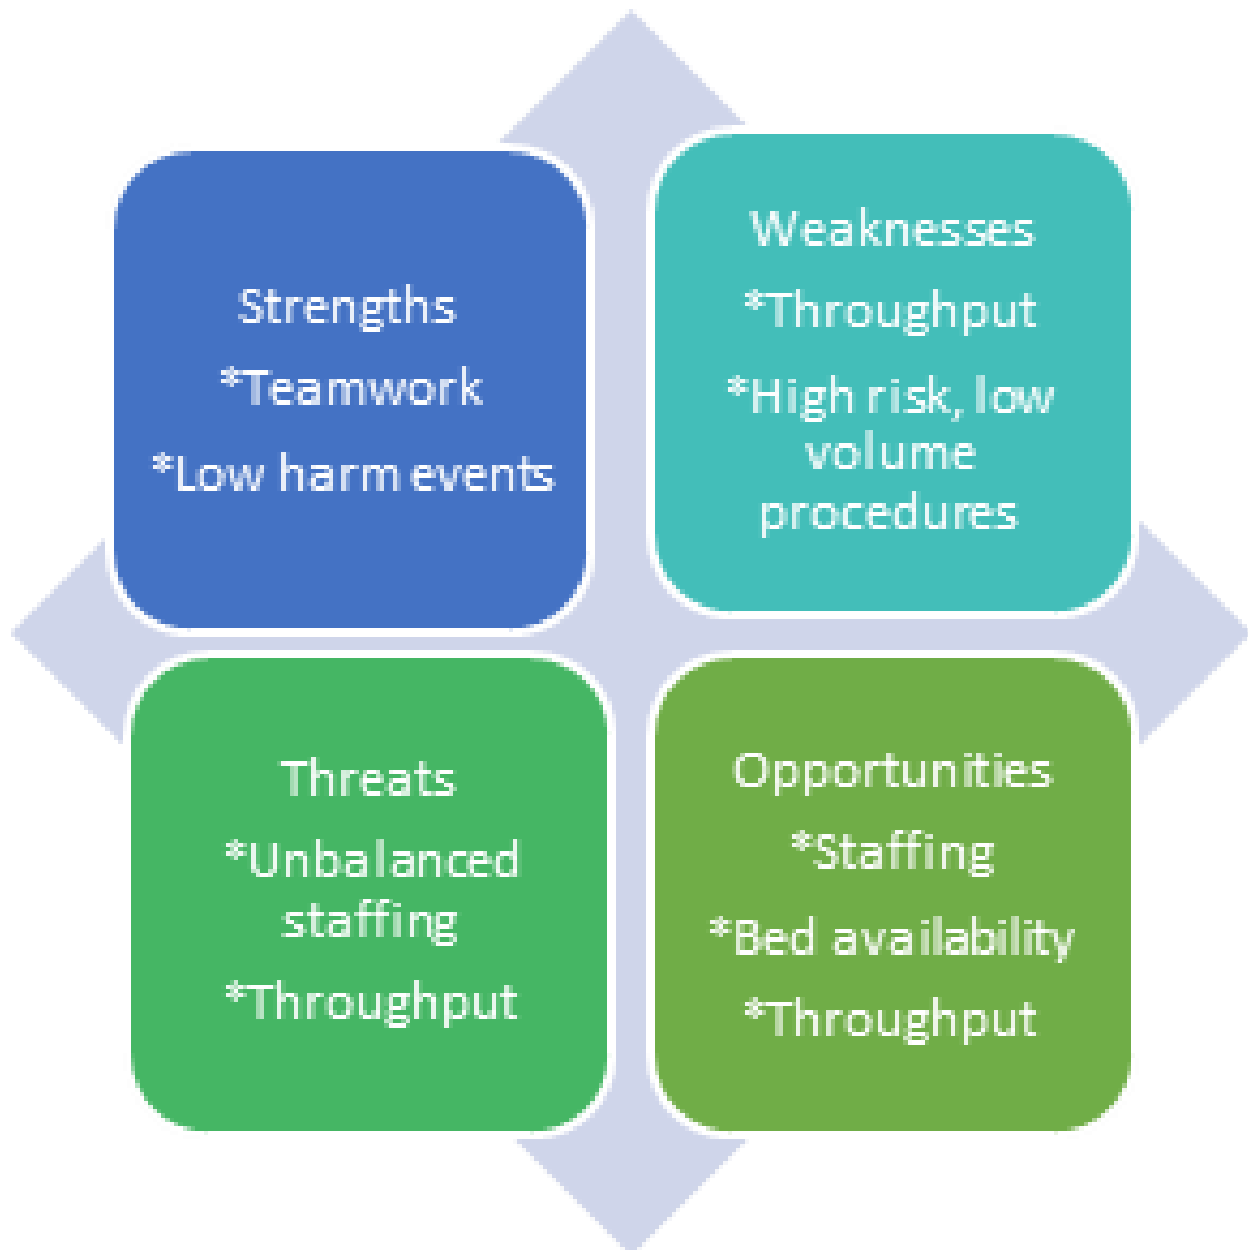 Strengths
*Teamwork
*Low harm events
Weaknesses
*Throughput
*High risk, low
volume
procedures
Threats
*Unbalanced
staffing
*Throughput
Opportunities
*Staffing
*Bed availability
*Throughput